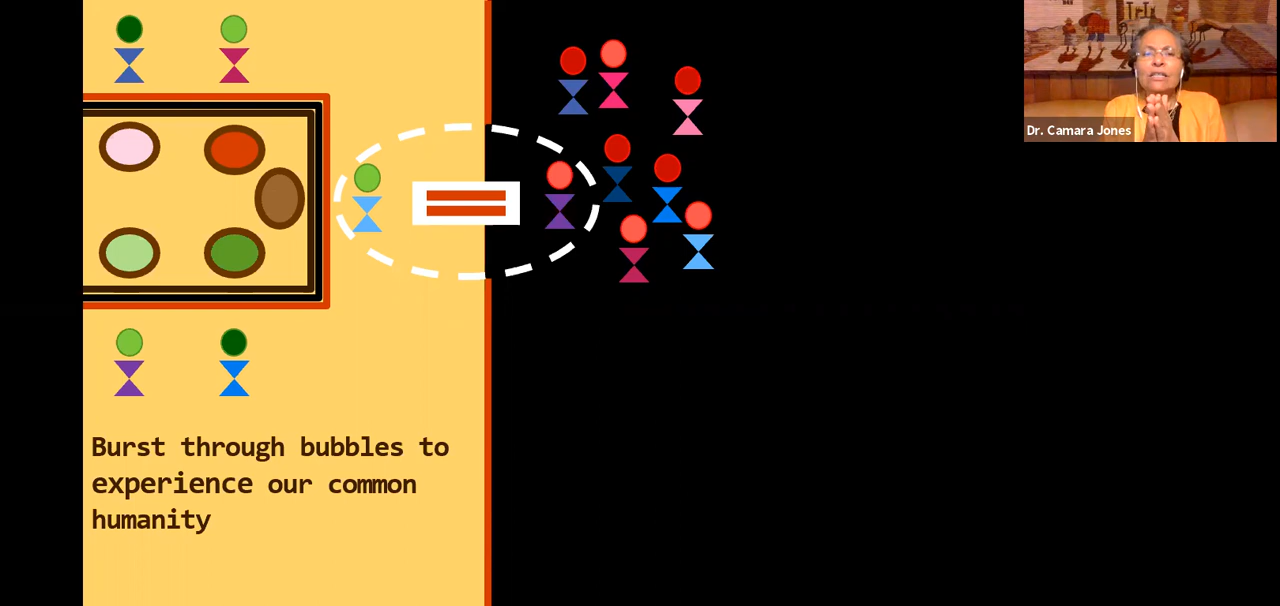 Dr. Camara Jones
Burst through bubbles to
experience our common
humanity